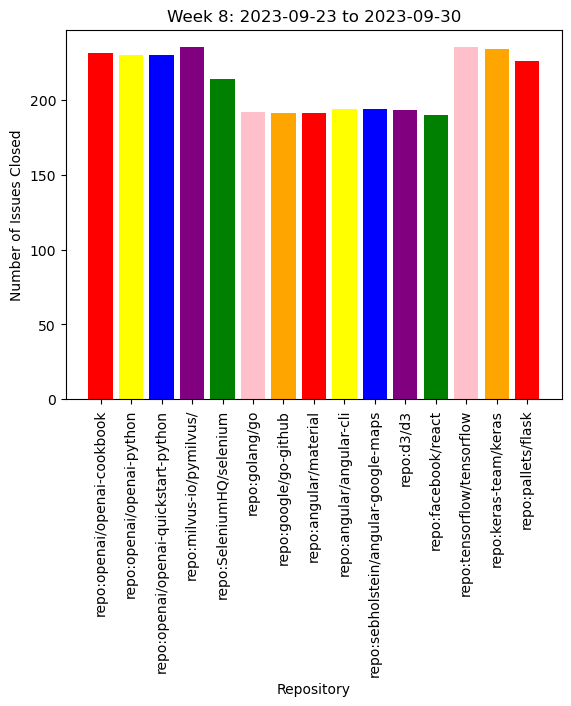 Week 8: 2023-09-23 to 2023-09-30
Number of Issues Closed
200
150
100
50
0
repo:openai/openai-cookbook
repo:openai/openai-python
repo:openai/openai-quickstart-python
repo:milvus-io/pymilvus/
repo:SeleniumHQ/selenium
repo:golang/go
repo:google/go-github
repo:angular/material
repo:angular/angular-cli
repo:sebholstein/angular-google-maps
repo:d3/d3
repo:facebook/react
repo:tensorflow/tensorflow
repo:keras-team/keras
repo:pallets/flask
Repository